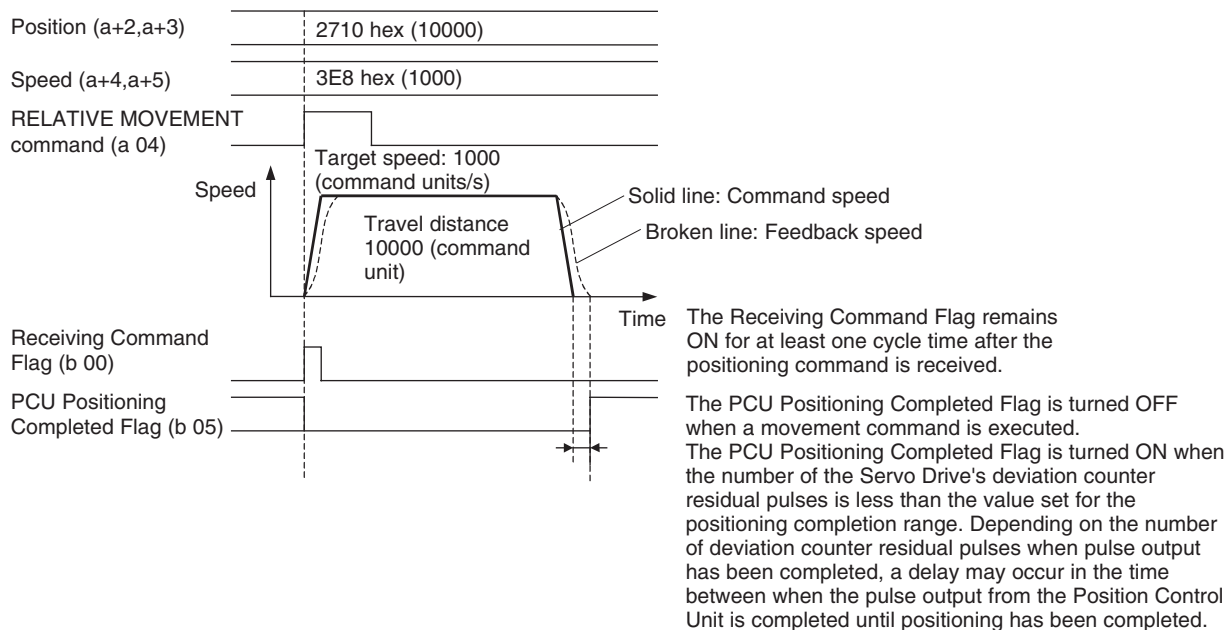 Position (a+2,a+3)
2710 hex (10000)
Speed (a+4,a+5)
3E8 hex (1000)
RELATIVE MOVEMENT
command (a 04)
Target speed: 1000
(command units/s)
Speed
Solid line: Command speed
Broken line: Feedback speed
Travel distance
10000 (command
unit)
Time
Receiving Command
Flag (b 00)
The Receiving Command Flag remains
ON for at least one cycle time after the
positioning command is received.
PCU Positioning
Completed Flag (b 05)
The PCU Positioning Completed Flag is turned OFF
when a movement command is executed.
The PCU Positioning Completed Flag is turned ON when
the number of the Servo Drive's deviation counter
residual pulses is less than the value set for the
positioning completion range. Depending on the number
of deviation counter residual pulses when pulse output
has been completed, a delay may occur in the time
between when the pulse output from the Position Control
Unit is completed until positioning has been completed.